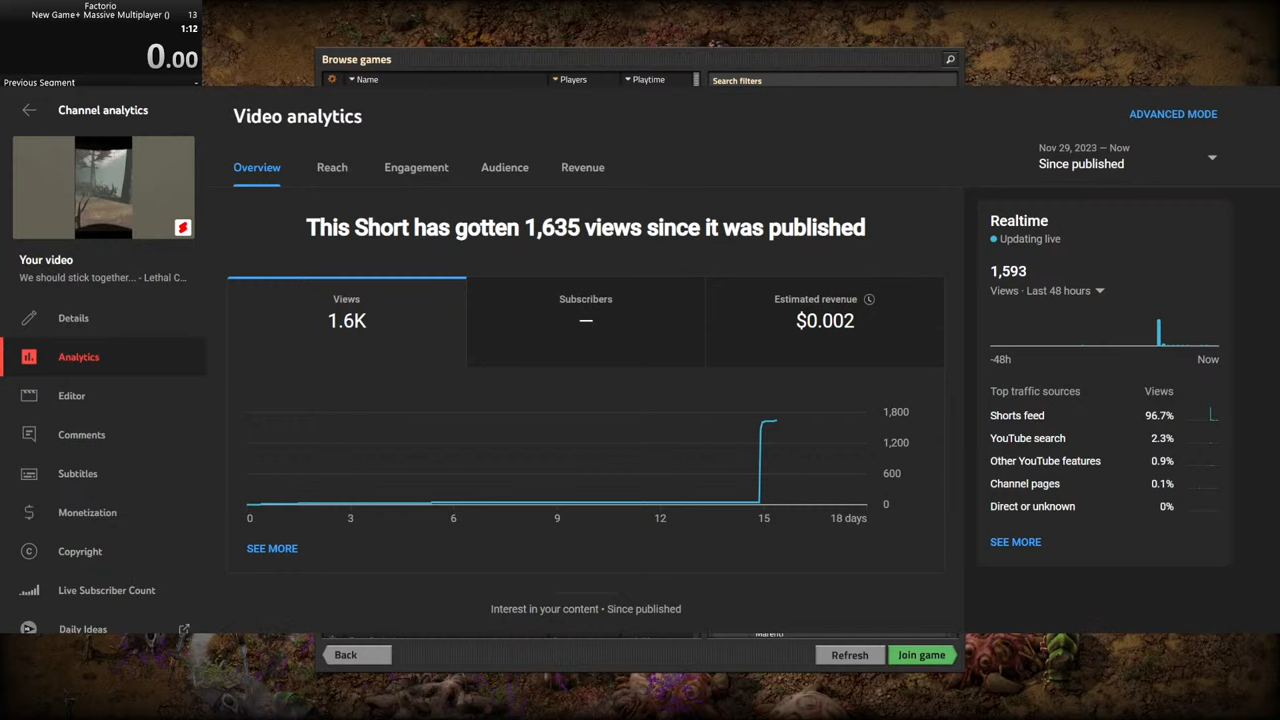 Factorio
New Game+ Massive Multiplayer () 13
1:12
0.00
Previous Segment -
Browse games
Name Players Playtime Search filters
Channel analytics
Your video
We should stick together... - Lethal C...
Details
Analytics
Editor
Comments
Subtitles
Monetization
Copyright
Live Subscriber Count
Daily Ideas
Video analytics
ADVANCED MODE
Overview Reach Engagement Audience Revenue
Nov 29, 2023 — Now
Since published
This Short has gotten 1,635 views since it was published
Views
1.6K
Subscribers
—
Estimated revenue
$0.002
1,800
1,200
600
0
0 3 6 9 12 15 18 days
SEE MORE
Interest in your content • Since published
Realtime
Updating live
1,593
Views · Last 48 hours
-48h Now
Top traffic sources Views
Shorts feed 96.7%
YouTube search 2.3%
Other YouTube features 0.9%
Channel pages 0.1%
Direct or unknown 0%
SEE MORE
Back Refresh Join game